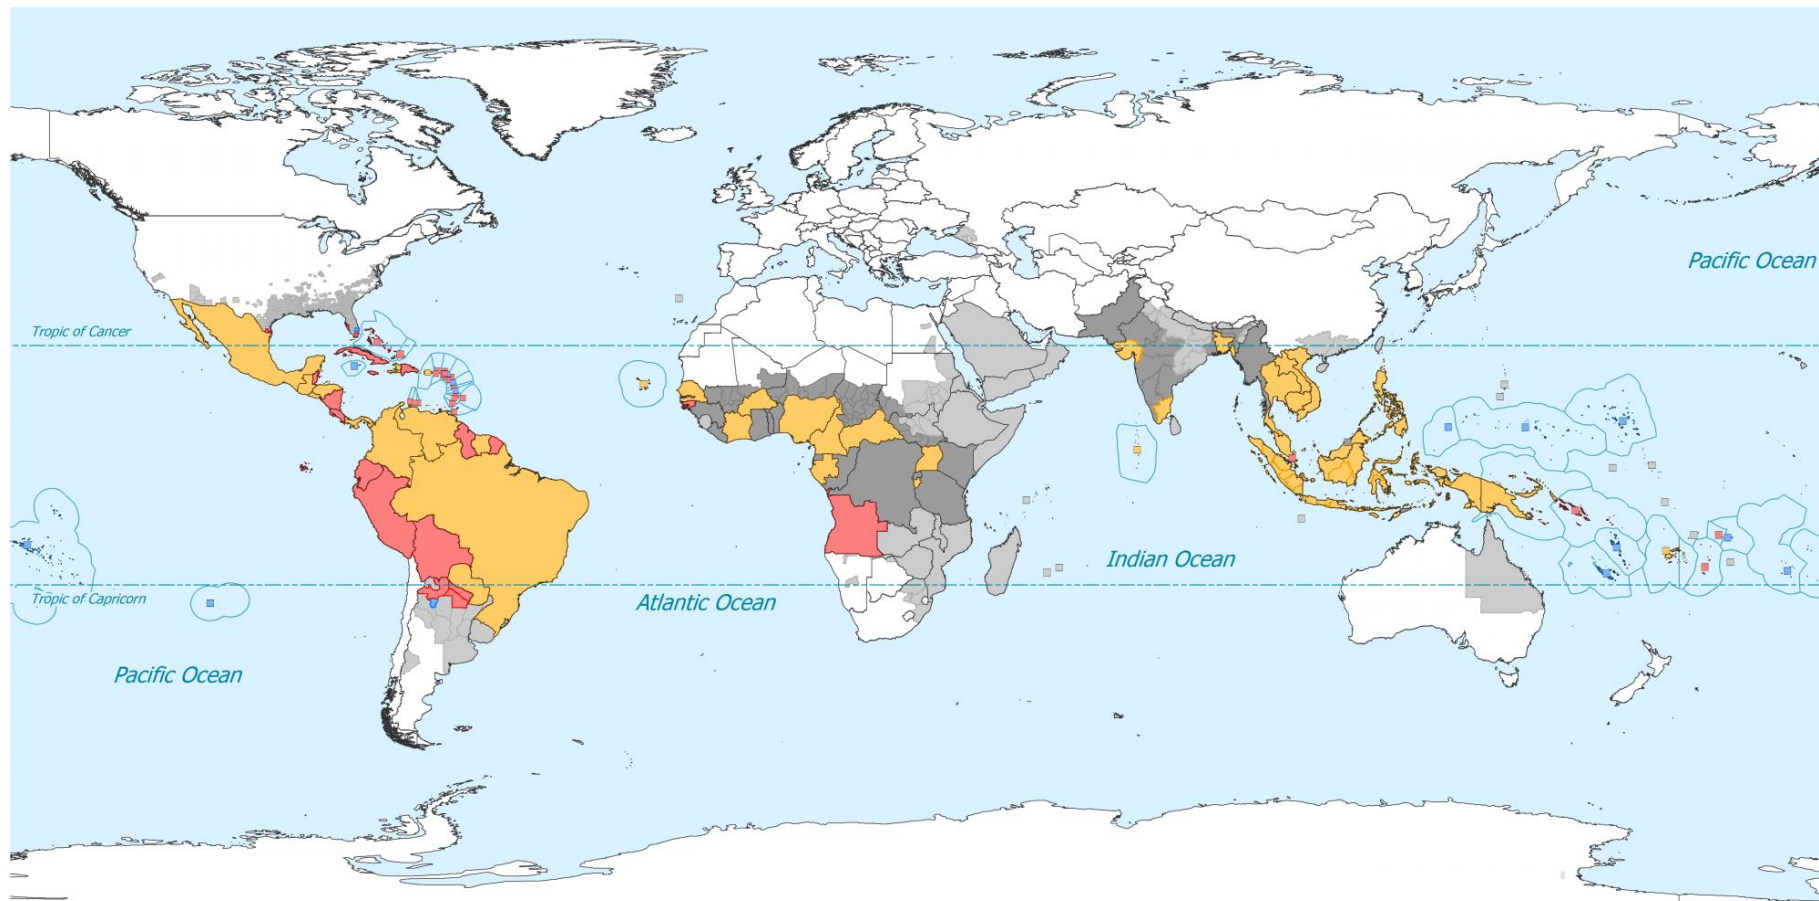 Pacific Ocean
Tropic of Cancer
Indian Ocean
Tropic of Capricorn
Atlantic Ocean
Pacific Ocean